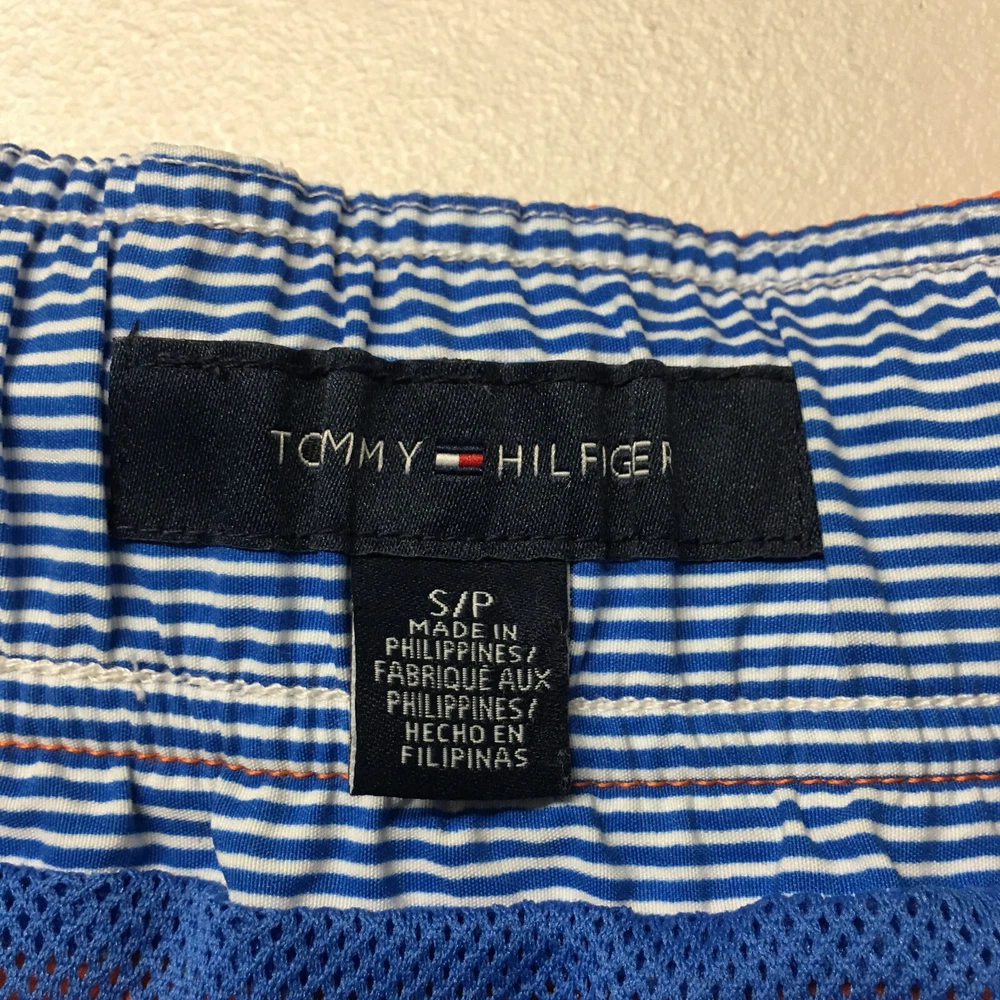 TOMMY HILFIGER
S/P
MADE IN
PHILIPPINES/
FABRIQUÉ AUX
PHILIPPINES/
HECHO EN
FILIPINAS